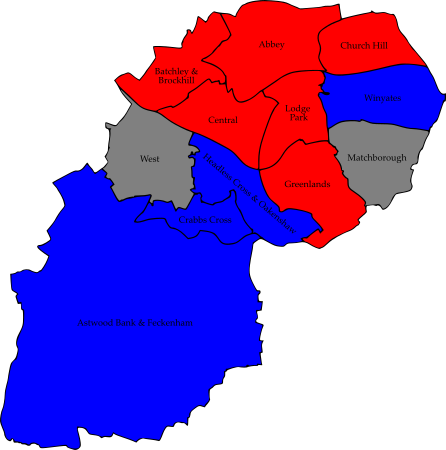 Abbey
Church Hill
Batchley &
Brockhill
Winyates
Lodge
Park
Central
Matchborough
West
Headless Cross & Oakenshaw
Greenlands
Crabbs Cross
Astwood Bank & Feckenham